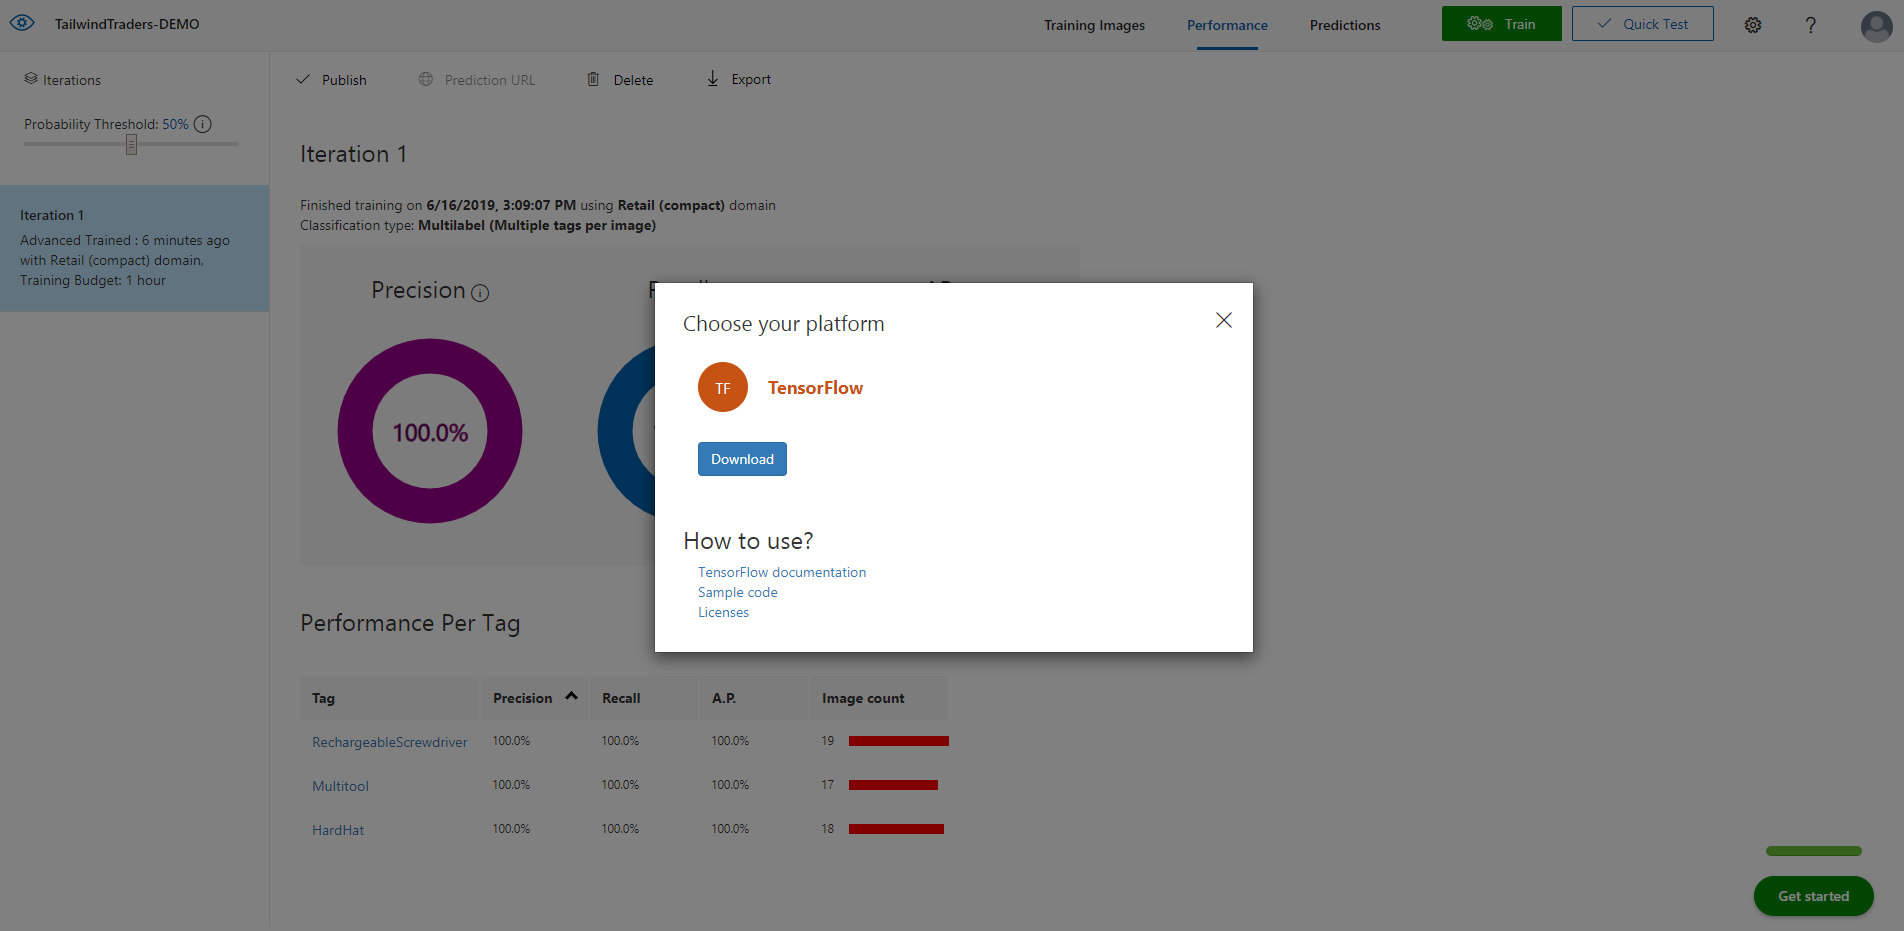 TailwindTraders-DEMO
Training Images
Performance
Predictions
Train
Quick Test
?
Iterations
Probability Threshold: 50% i
Iteration 1
Advanced Trained : 6 minutes ago
with Retail (compact) domain,
Training Budget: 1 hour
Publish
Prediction URL
Delete
Export
Iteration 1
Finished training on 6/16/2019, 3:09:07 PM using Retail (compact) domain
Classification type: Multilabel (Multiple tags per image)
Precision i
100.0%
Choose your platform
TF
TensorFlow
Download
How to use?
TensorFlow documentation
Sample code
Licenses
Performance Per Tag
Tag Precision Recall A.P. Image count
RechargeableScrewdriver 100.0% 100.0% 100.0% 19
Multitool 100.0% 100.0% 100.0% 17
HardHat 100.0% 100.0% 100.0% 18
Get started